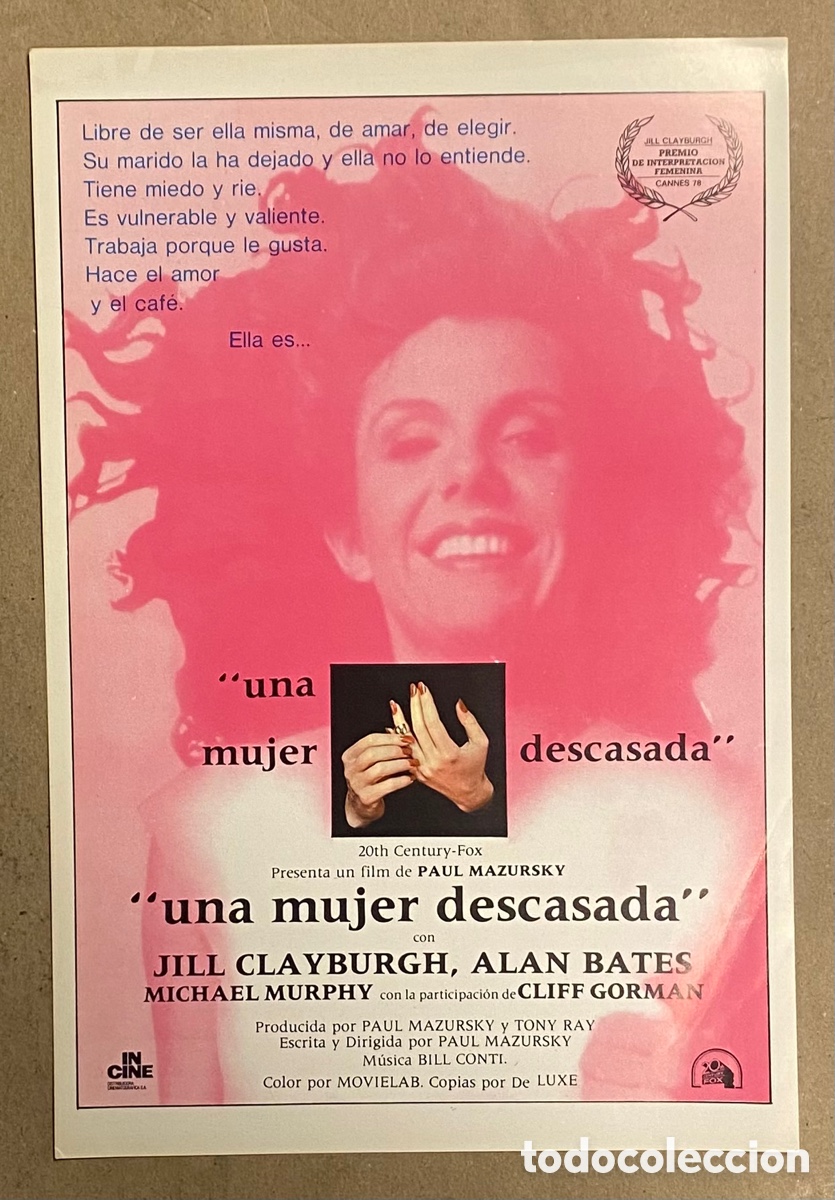 Libre de ser ella misma, de amar, de elegir.
Su marido la ha dejado y ella no lo entiende.
Tiene miedo y rie.
Es vulnerable y valiente.
Trabaja porque le gusta.
Hace el amor
y el café.
Ella es...
JILL CLAYBURGH
PREMIO
DE INTERPRETACION
FEMENINA
CANNES 78
“una
mujer descasada”
20th Century-Fox
Presenta un film de PAUL MAZURSKY
“una mujer descasada”
con
JILL CLAYBURGH, ALAN BATES
MICHAEL MURPHY con la participación de CLIFF GORMAN
Producida por PAUL MAZURSKY y TONY RAY
Escrita y Dirigida por PAUL MAZURSKY
Música BILL CONTI.
Color por MOVIELAB. Copias por De LUXE
IN
CINE
DISTRIBUIDORA
CINEMATOGRAFICA S.A.
20th
CENTURY
FOX
todocoleccion